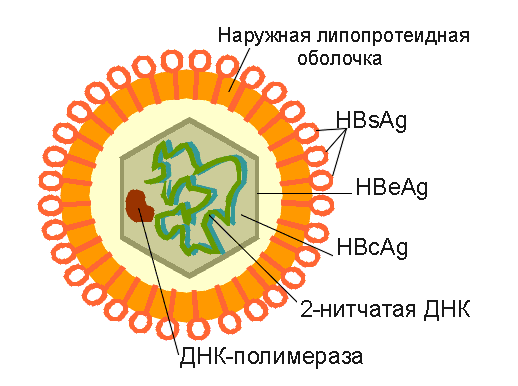 Наружная липопротеидная
оболочка
HBsAg
HBeAg
HBcAg
2-нитчатая ДНК
ДНК-полимераза